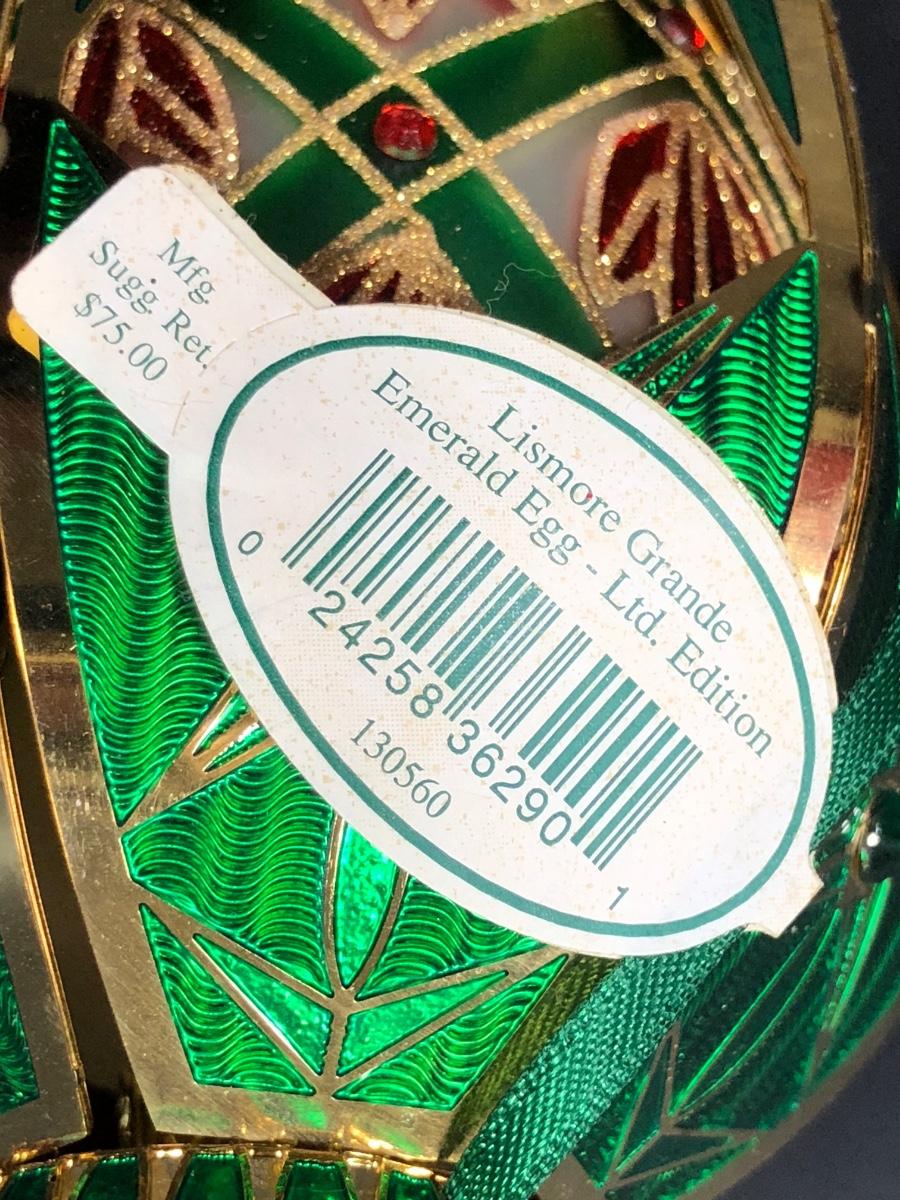 Mfg
Sugg. Ret.
$75.00
Lismore Grande
Emerald Egg - Ltd. Edition
0 24258 36290 1
130560